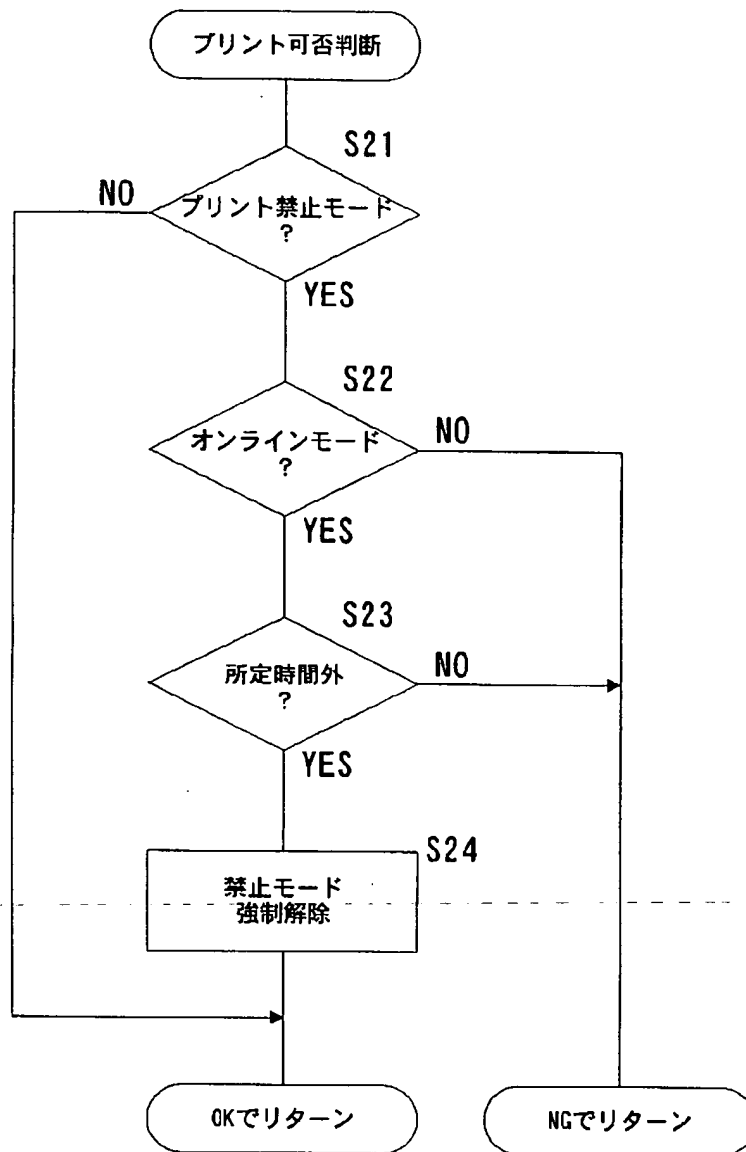 プリント可否判断
S21
NO
プリント禁止モード
?
YES
S22
オンラインモード
?
NO
YES
S23
所定時間外
?
NO
YES
S24
禁止モード
強制解除
OKでリターン
NGでリターン